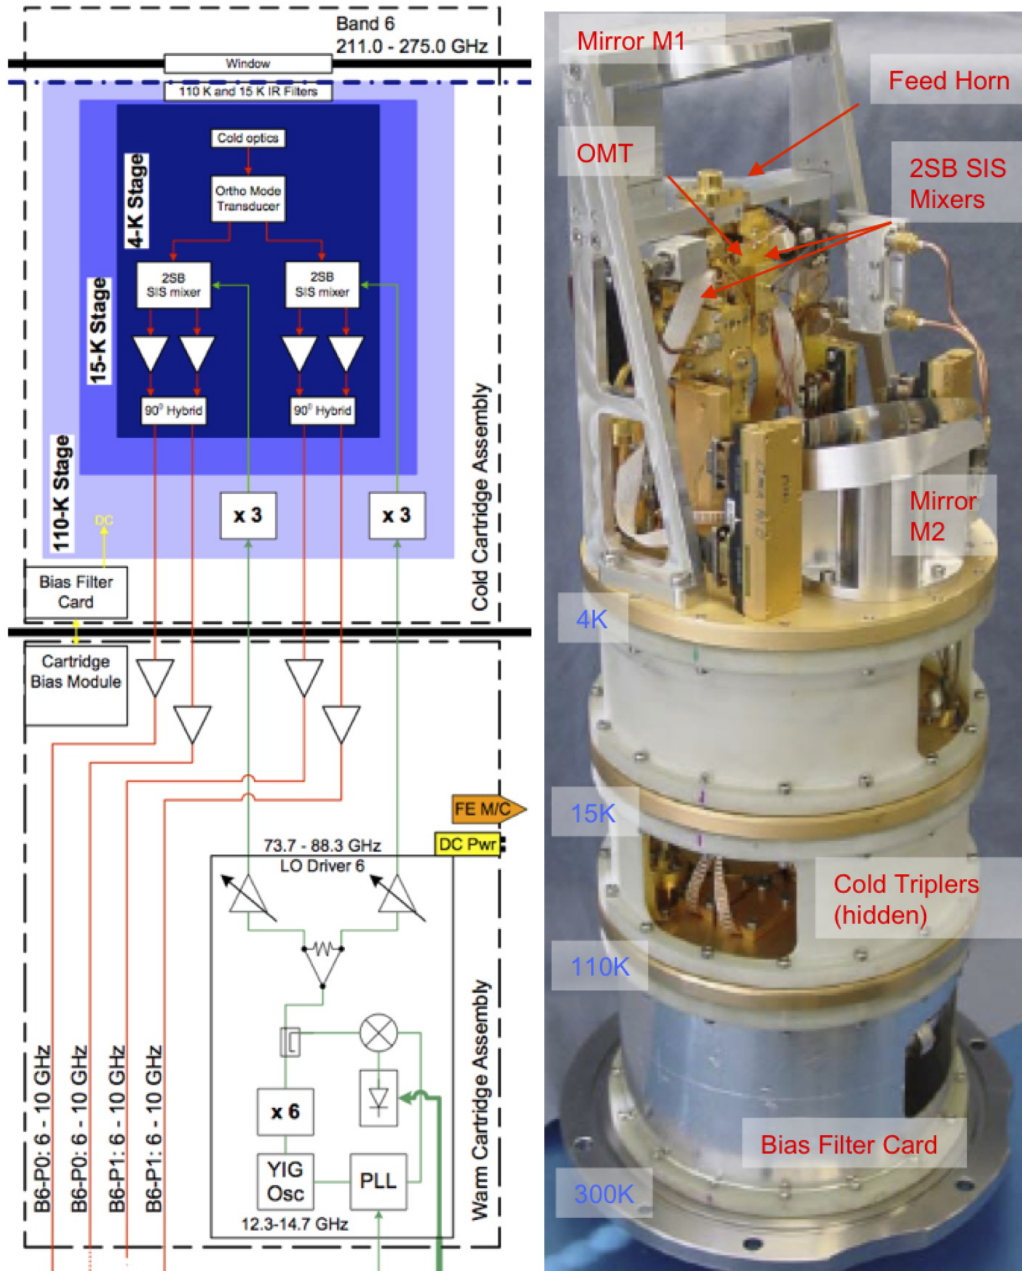 Band 6
211.0 - 275.0 GHz
Window
110 K and 15 K IR Filters
Cold optics
Ortho Mode
Transducer
4-K Stage
2SB
SIS mixer
2SB
SIS mixer
15-K Stage
90⁰ Hybrid
90⁰ Hybrid
110-K Stage
x 3
x 3
DC
Bias Filter
Card
Cold Cartridge Assembly
Cartridge
Bias Module
FE M/C
DC Pwr
73.7 - 88.3 GHz
LO Driver 6
x 6
YIG
Osc
PLL
12.3-14.7 GHz
B6-P0: 6 - 10 GHz
B6-P0: 6 - 10 GHz
B6-P1: 6 - 10 GHz
B6-P1: 6 - 10 GHz
Warm Cartridge Assembly
Mirror M1
Feed Horn
OMT
2SB SIS
Mixers
Mirror
M2
4K
15K
Cold Triplers
(hidden)
110K
Bias Filter Card
300K